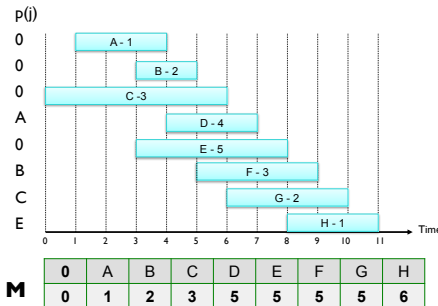 p(j)
0 A - 1
0 B - 2
0 C -3
A D - 4
0 E - 5
B F - 3
C G - 2
E H - 1
Time
0 1 2 3 4 5 6 7 8 9 10 11
0 A B C D E F G H
M 0 1 2 3 5 5 5 5 6